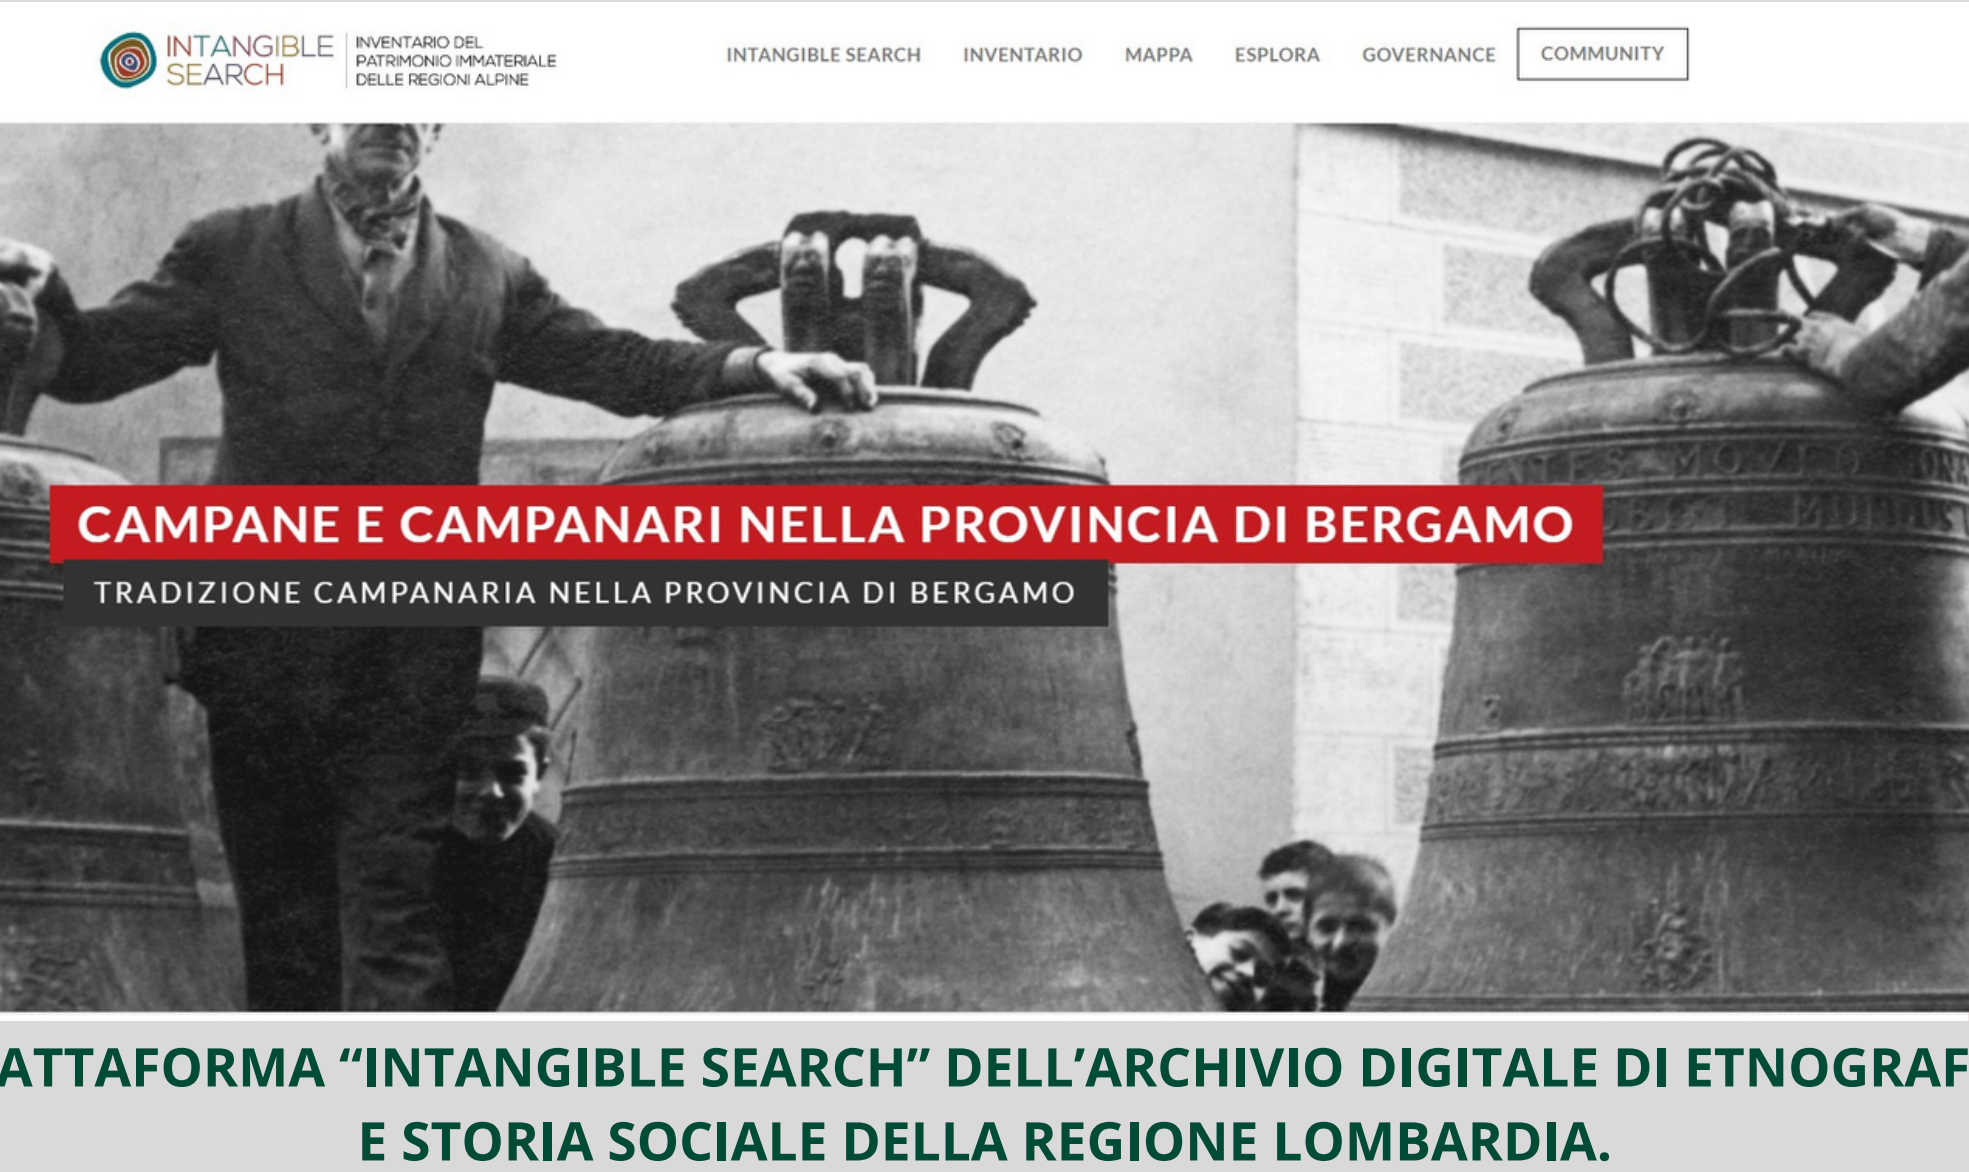 INTANGIBLE SEARCH
INVENTARIO DEL
PATRIMONIO IMMATERIALE
DELLE REGIONI ALPINE
INTANGIBLE SEARCH INVENTARIO MAPPA ESPLORA GOVERNANCE COMMUNITY
MOVEO
CAMPANE E CAMPANARI NELLA PROVINCIA DI BERGAMO
TRADIZIONE CAMPANARIA NELLA PROVINCIA DI BERGAMO
ATTAFORMA “INTANGIBLE SEARCH” DELL’ARCHIVIO DIGITALE DI ETNOGRAF
E STORIA SOCIALE DELLA REGIONE LOMBARDIA.